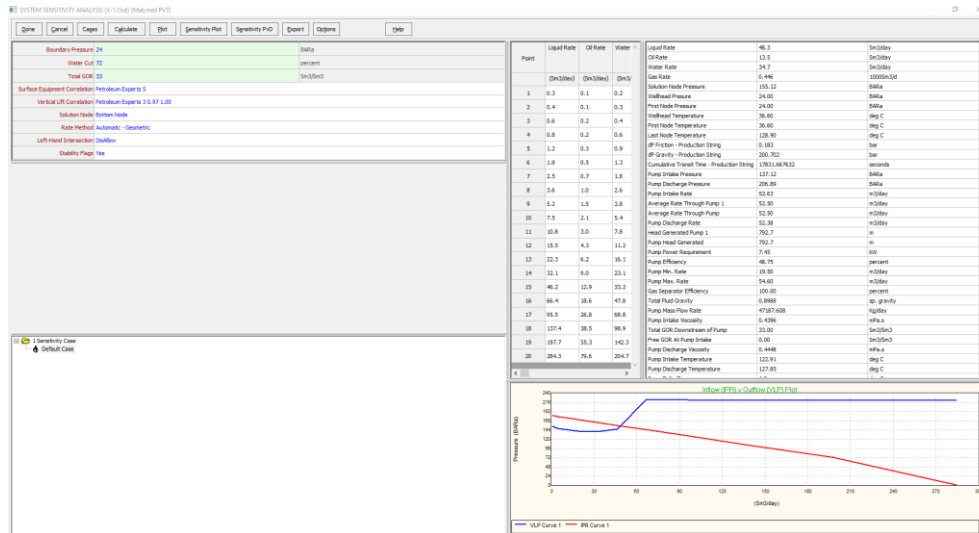 SYSTEM SENSITIVITY ANALYSIS (X-1.Out) (Matched PVT)
Done Cancel Cases Calculate Plot Sensitivity Plot Sensitivity PvD Export Options Help
Boundary Pressure 24 BARa
Water Cut 72 percent
Total GOR 33 Sm3/Sm3
Surface Equipment Correlation Petroleum Experts 5
Vertical Lift Correlation Petroleum Experts 3 0.97 1.00
Solution Node Bottom Node
Rate Method Automatic - Geometric
Left-Hand Intersection DisAllow
Stability Flags Yes
1 Sensitivity Case
Default Case
Point Liquid Rate Oil Rate Water
(Sm3/day) (Sm3/day) (Sm3/
1 0.3 0.1 0.2
2 0.4 0.1 0.3
3 0.6 0.2 0.4
4 0.8 0.2 0.6
5 1.2 0.3 0.9
6 1.8 0.5 1.3
7 2.5 0.7 1.8
8 3.6 1.0 2.6
9 5.2 1.5 3.8
10 7.5 2.1 5.4
11 10.8 3.0 7.8
12 15.5 4.3 11.2
13 22.3 6.2 16.1
14 32.1 9.0 23.1
15 46.2 12.9 33.2
16 66.4 18.6 47.8
17 95.5 26.8 68.8
18 137.4 38.5 98.9
19 197.7 55.3 142.3
20 284.3 79.6 204.7
Liquid Rate 48.3 Sm3/day
Oil Rate 13.5 Sm3/day
Water Rate 34.7 Sm3/day
Gas Rate 0.446 1000Sm3/d
Solution Node Pressure 155.12 BARa
Wellhead Pressure 24.00 BARa
First Node Pressure 24.00 BARa
Wellhead Temperature 36.60 deg C
First Node Temperature 36.60 deg C
Last Node Temperature 128.90 deg C
dP Friction - Production String 0.183 bar
dP Gravity - Production String 200.702 bar
Cumulative Transit Time - Production String 17831.667632 seconds
Pump Intake Pressure 137.12 BARa
Pump Discharge Pressure 206.89 BARa
Pump Intake Rate 52.63 m3/day
Average Rate Through Pump 1 52.50 m3/day
Average Rate Through Pump 52.50 m3/day
Pump Discharge Rate 52.38 m3/day
Head Generated Pump 1 792.7 m
Pump Head Generated 792.7 m
Pump Power Requirement 7.45 kW
Pump Efficiency 48.75 percent
Pump Min. Rate 19.50 m3/day
Pump Max. Rate 54.60 m3/day
Gas Separator Efficiency 100.00 percent
Total Fluid Gravity 0.8988 sp. gravity
Pump Mass Flow Rate 47187.608 Kg/day
Pump Intake Viscosity 0.4396 mPa.s
Total GOR Downstream of Pump 33.00 Sm3/Sm3
Free GOR At Pump Intake 0.00 Sm3/Sm3
Pump Discharge Viscosity 0.4448 mPa.s
Pump Intake Temperature 122.91 deg C
Pump Discharge Temperature 127.85 deg C
Inflow (IPR) v Outflow (VLP) Plot
Pressure (BARa)
240
216
192
168
144
120
96
72
48
24
0
0 30 60 90 120 150 180 210 240 270
(Sm3/day)
VLP Curve 1 IPR Curve 1